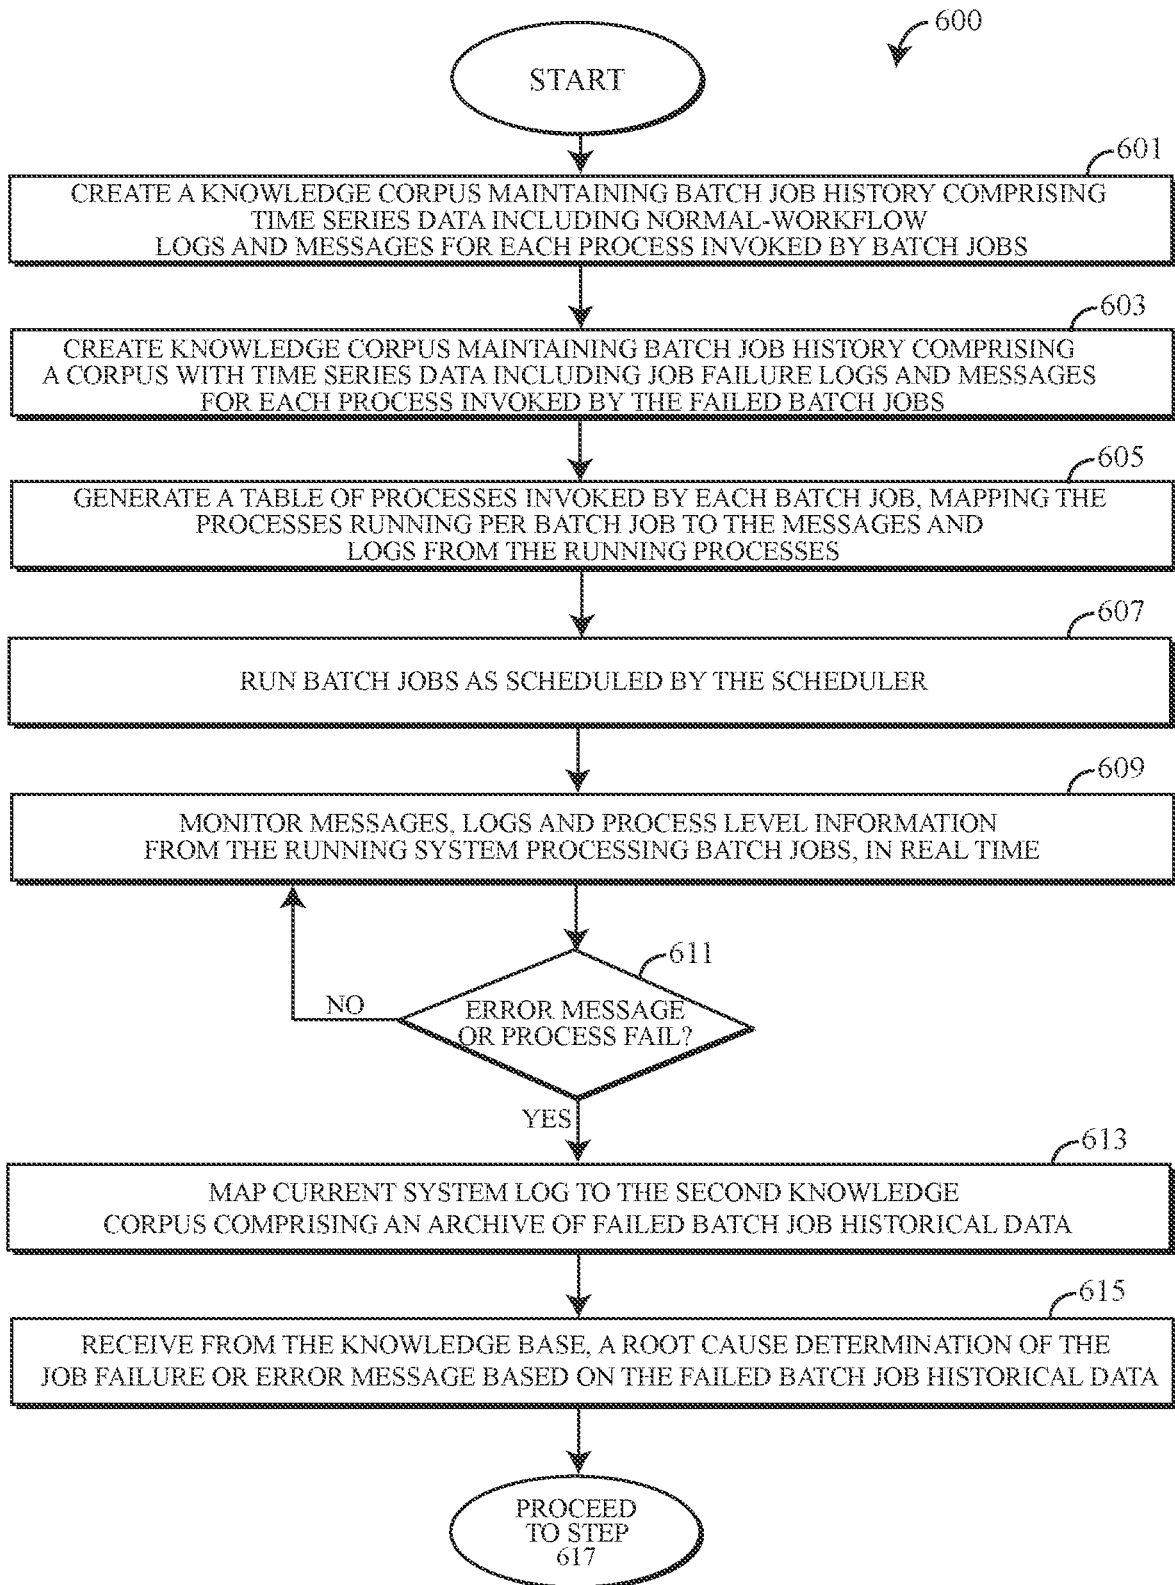 600
START
601
CREATE A KNOWLEDGE CORPUS MAINTAINING BATCH JOB HISTORY COMPRISING
TIME SERIES DATA INCLUDING NORMAL-WORKFLOW
LOGS AND MESSAGES FOR EACH PROCESS INVOKED BY BATCH JOBS
603
CREATE KNOWLEDGE CORPUS MAINTAINING BATCH JOB HISTORY COMPRISING
A CORPUS WITH TIME SERIES DATA INCLUDING JOB FAILURE LOGS AND MESSAGES
FOR EACH PROCESS INVOKED BY THE FAILED BATCH JOBS
605
GENERATE A TABLE OF PROCESSES INVOKED BY EACH BATCH JOB, MAPPING THE
PROCESSES RUNNING PER BATCH JOB TO THE MESSAGES AND
LOGS FROM THE RUNNING PROCESSES
607
RUN BATCH JOBS AS SCHEDULED BY THE SCHEDULER
609
MONITOR MESSAGES, LOGS AND PROCESS LEVEL INFORMATION
FROM THE RUNNING SYSTEM PROCESSING BATCH JOBS, IN REAL TIME
611
NO
ERROR MESSAGE
OR PROCESS FAIL?
YES
613
MAP CURRENT SYSTEM LOG TO THE SECOND KNOWLEDGE
CORPUS COMPRISING AN ARCHIVE OF FAILED BATCH JOB HISTORICAL DATA
615
RECEIVE FROM THE KNOWLEDGE BASE, A ROOT CAUSE DETERMINATION OF THE
JOB FAILURE OR ERROR MESSAGE BASED ON THE FAILED BATCH JOB HISTORICAL DATA
PROCEED
TO STEP
617